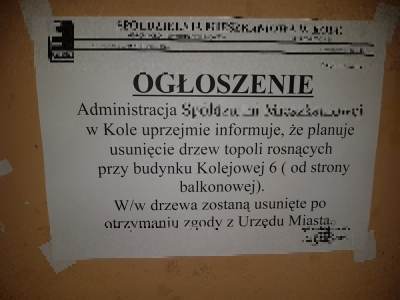 OGŁOSZENIE
Administracja
w Kole uprzejmie informuje, że planuje
usunięcie drzew topoli rosnących
przy budynku Kolejowej 6 ( od strony
balkonowej).
W/w drzewa zostaną usunięte po
otrzymaniu zgody z Urzędu Miasta.